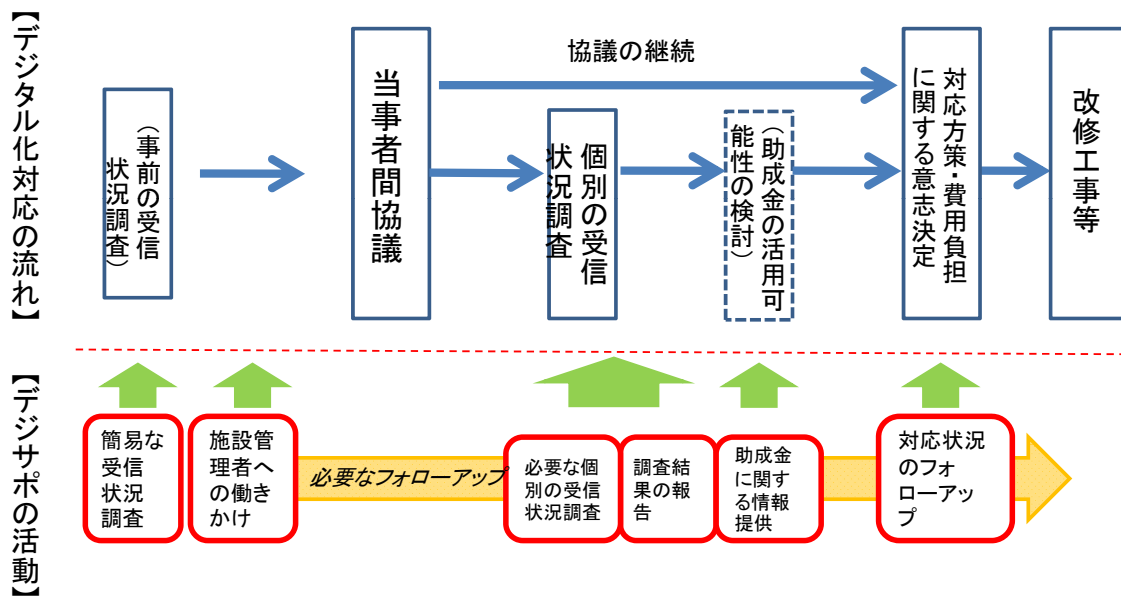 【デジタル化対応の流れ】
（事前の受信
状況調査）
当事者間協議
協議の継続
個別の受信
状況調査
（助成金の活用可
能性の検討）
対応方策・費用負担
に関する意志決定
改修工事等
【デジサポの活動】
簡易な
受信
状況
調査
施設管
理者へ
の働き
かけ
必要なフォローアップ
必要な個
別の受信
状況調査
調査結
果の報
告
助成金
に関す
る情報
提供
対応状況
のフォ
ローアッ
プ